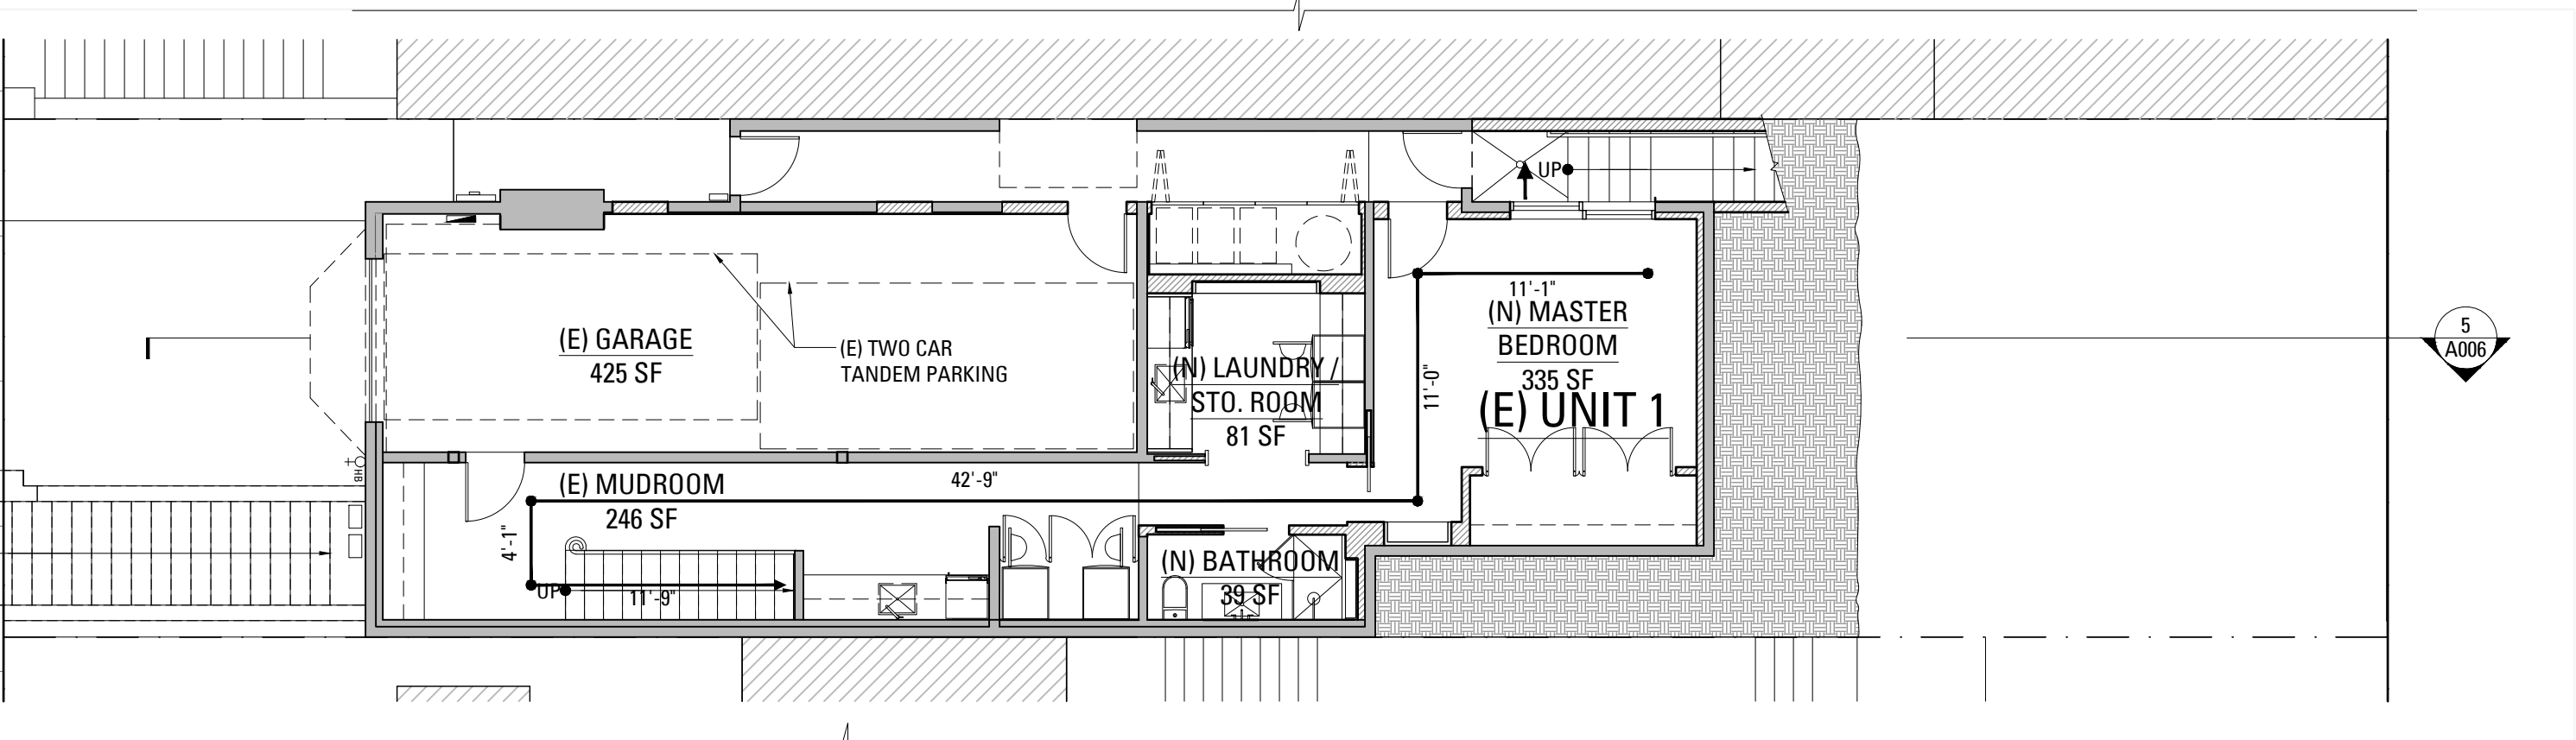 UP
(E) GARAGE
425 SF
(E) TWO CAR
TANDEM PARKING
(N) LAUNDRY /
STO. ROOM
81 SF
11'-1"
(N) MASTER
BEDROOM
335 SF
(E) UNIT 1
11'-0"
5
A006
HB
(E) MUDROOM
246 SF
42'-9"
4'-1"
UP
11'-9"
(N) BATHROOM
39 SF